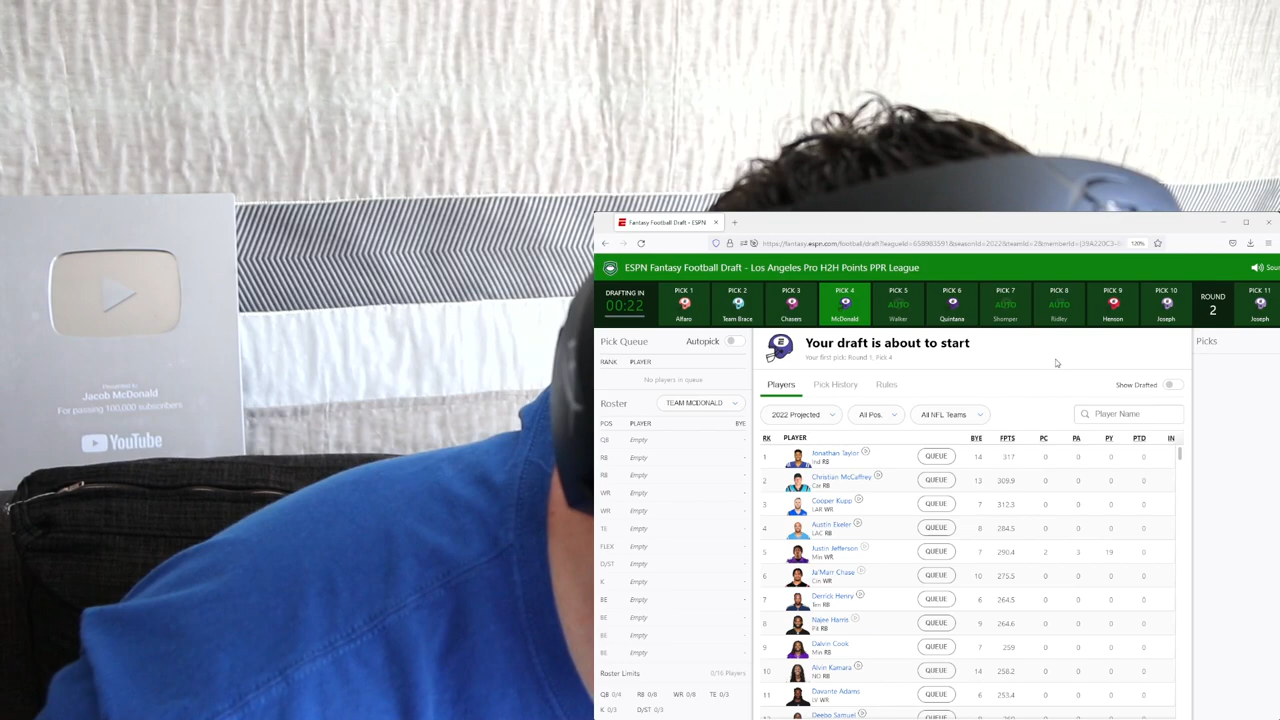 Presented to
Jacob McDonald
For passing 100,000 subscribers
YouTube
Fantasy Football Draft - ESPN
120%
ESPN Fantasy Football Draft - Los Angeles Pro H2H Points PPR League
DRAFTING IN
00:22
PICK 1
Alfaro
PICK 2
Team Brace
PICK 3
Chasers
PICK 4
McDonald
PICK 5
AUTO
Walker
PICK 6
Quintana
PICK 7
AUTO
Shomper
PICK 8
AUTO
Ridley
PICK 9
Henson
PICK 10
Joseph
ROUND
2
PICK 11
Joseph
Pick Queue
Autopick
RANK PLAYER
No players in queue
Roster
TEAM MCDONALD
POS PLAYER BYE
QB Empty -
RB Empty -
RB Empty -
WR Empty -
WR Empty -
TE Empty -
FLEX Empty -
D/ST Empty -
K Empty -
BE Empty -
BE Empty -
BE Empty -
BE Empty -
Roster Limits 0/16 Players
QB 0/4 RB 0/8 WR 0/8 TE 0/3
K 0/3 D/ST 0/3
Your draft is about to start
Your first pick: Round 1, Pick 4
Players Pick History Rules
Show Drafted
2022 Projected All Pos. All NFL Teams Player Name
RK PLAYER BYE FPTS PC PA PY PTD IN
1 Jonathan Taylor QUEUE 14 317 0 0 0 0
Ind RB
2 Christian McCaffrey QUEUE 13 309.9 0 0 0 0
Car RB
3 Cooper Kupp QUEUE 7 312.3 0 0 0 0
LAR WR
4 Austin Ekeler QUEUE 8 284.5 0 0 0 0
LAC RB
5 Justin Jefferson QUEUE 7 290.4 2 3 19 0
Min WR
6 Ja'Marr Chase QUEUE 10 275.5 0 0 0 0
Cin WR
7 Derrick Henry QUEUE 6 264.5 0 0 0 0
Ten RB
8 Najee Harris QUEUE 9 264.6 0 0 0 0
Pit RB
9 Dalvin Cook QUEUE 7 259 0 0 0 0
Min RB
10 Alvin Kamara QUEUE 14 258.2 0 0 0 0
NO RB
11 Davante Adams QUEUE 6 253.4 0 0 0 0
LV WR
Deebo Samuel
Picks